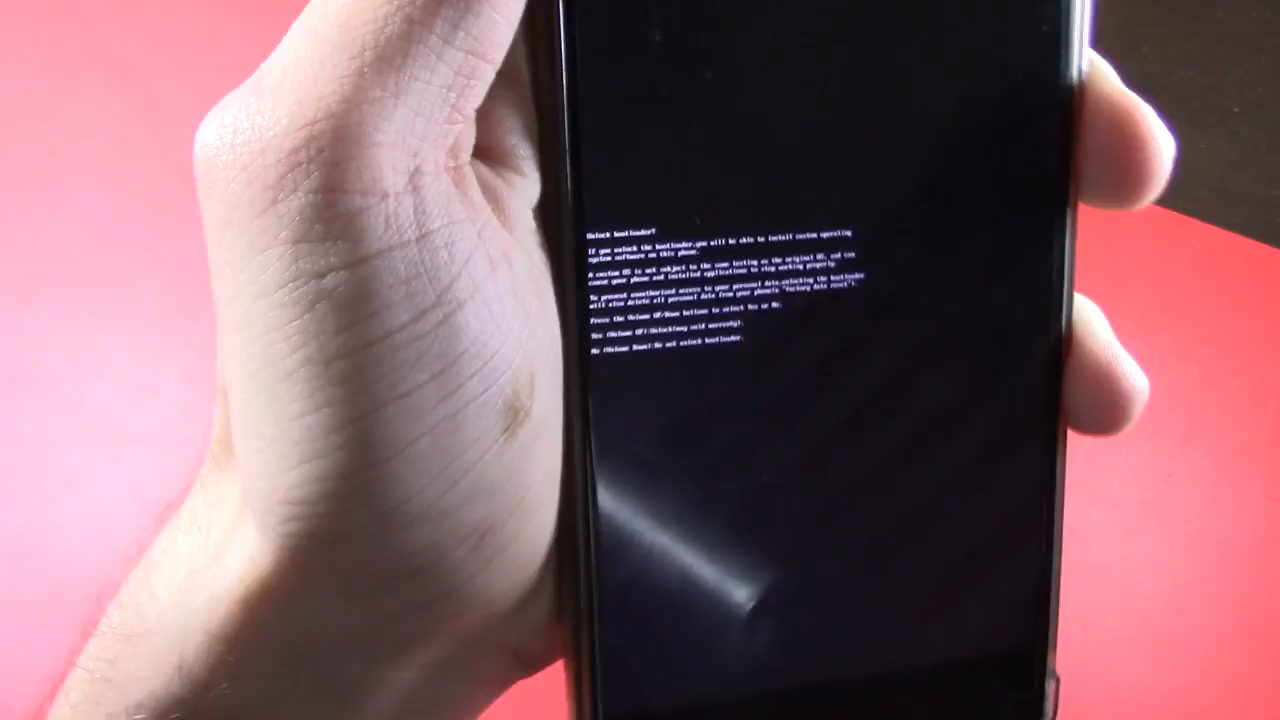 Unlock bootloader?
If you unlock the bootloader,you will be able to install custom operating
system software on this phone.
A custom OS is not subject to the same testing as the original OS, and can
cause your phone and installed applications to stop working properly.
To prevent unauthorized access to your personal data,unlocking the bootloader
will also delete all personal data from your phone(a "factory data reset").
Press the Volume UP/Down buttons to select Yes or No.
Yes (Volume UP):Unlock(may void warranty).
No (Volume Down):Do not unlock bootloader.